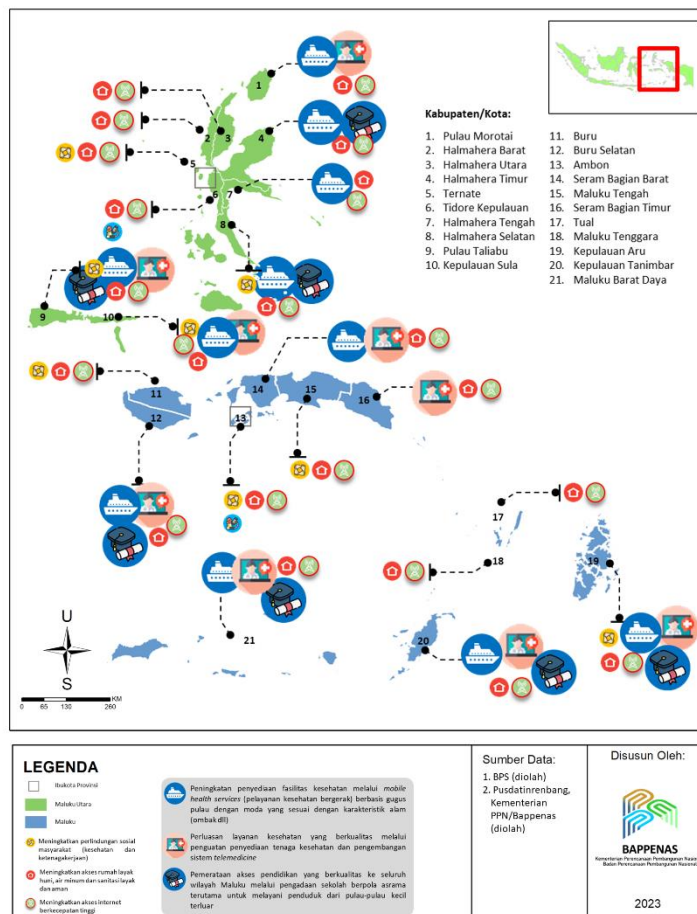 Kabupaten/Kota:
1. Pulau Morotai
2. Halmahera Barat
3. Halmahera Utara
4. Halmahera Timur
5. Ternate
6. Tidore Kepulauan
7. Halmahera Tengah
8. Halmahera Selatan
9. Pulau Taliabu
10. Kepulauan Sula
11. Buru
12. Buru Selatan
13. Ambon
14. Seram Bagian Barat
15. Maluku Tengah
16. Seram Bagian Timur
17. Tual
18. Maluku Tenggara
19. Kepulauan Aru
20. Kepulauan Tanimbar
21. Maluku Barat Daya
1
2
3
4
5
6
7
8
9
10
11
12
13
14
15
16
17
18
19
20
21
U
S
KM
0 65 130 260
LEGENDA
Ibukota Provinsi
Maluku Utara
Maluku
Meningkatkan perlindungan sosial
masyarakat (kesehatan dan
ketenagakerjaan)
Meningkatkan akses rumah layak
huni, air minum dan sanitasi layak
dan aman
Meningkatkan akses internet
berkecepatan tinggi
Peningkatan penyediaan fasilitas kesehatan melalui mobile
health services (pelayanan kesehatan bergerak) berbasis gugus
pulau dengan moda yang sesuai dengan karakteristik alam
(ombak dll)
Perluasan layanan kesehatan yang berkualitas melalui
penguatan penyediaan tenaga kesehatan dan pengembangan
sistem telemedicine
Pemerataan akses pendidikan yang berkualitas ke seluruh
wilayah Maluku melalui pengadaan sekolah berpola asrama
terutama untuk melayani penduduk dari pulau-pulau kecil
terluar
Sumber Data:
1. BPS (diolah)
2. Pusdatinrenbang,
Kementerian
PPN/Bappenas
(diolah)
Disusun Oleh:
BAPPENAS
Kementerian Perencanaan Pembangunan Nasional/
Badan Perencanaan Pembangunan Nasional
2023